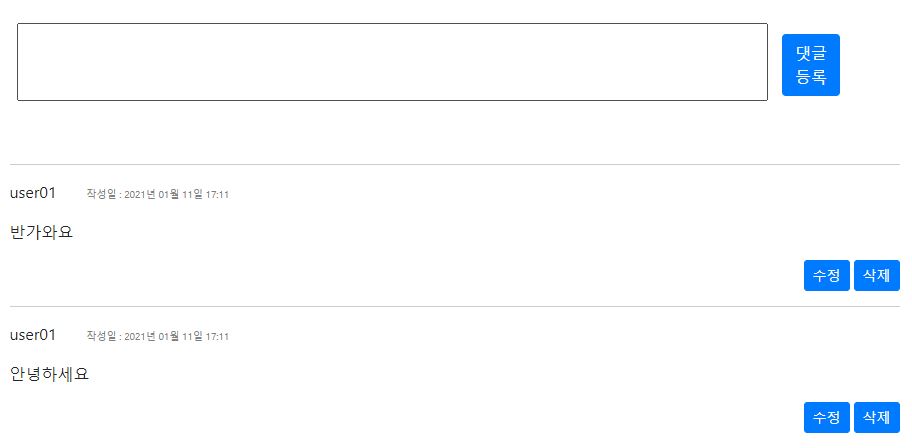 댓글
등록
user01 작성일 : 2021년 01월 11일 17:11
반가와요
수정 삭제
user01 작성일 : 2021년 01월 11일 17:11
안녕하세요
수정 삭제